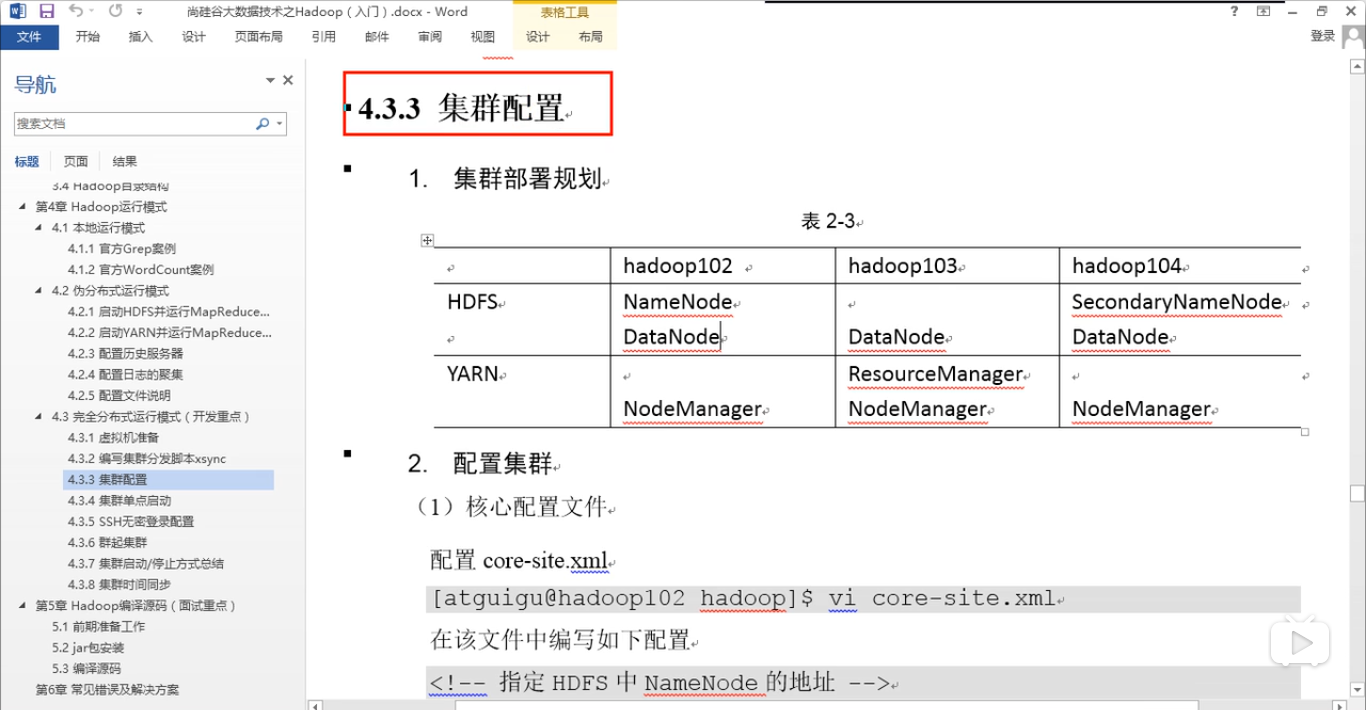 尚硅谷大数据技术之Hadoop（入门）.docx - Word
表格工具
?
文件 开始 插入 设计 页面布局 引用 邮件 审阅 视图 设计 布局 登录
导航
搜索文档
标题 页面 结果
3.4 Hadoop目录结构
第4章 Hadoop运行模式
4.1 本地运行模式
4.1.1 官方Grep案例
4.1.2 官方WordCount案例
4.2 伪分布式运行模式
4.2.1 启动HDFS并运行MapReduce...
4.2.2 启动YARN并运行MapReduce...
4.2.3 配置历史服务器
4.2.4 配置日志的聚集
4.2.5 配置文件说明
4.3 完全分布式运行模式（开发重点）
4.3.1 虚拟机准备
4.3.2 编写集群分发脚本xsync
4.3.3 集群配置
4.3.4 集群单点启动
4.3.5 SSH无密登录配置
4.3.6 群起集群
4.3.7 集群启动/停止方式总结
4.3.8 集群时间同步
第5章 Hadoop编译源码（面试重点）
5.1 前期准备工作
5.2 jar包安装
5.3 编译源码
第6章 常见错误及解决方案
4.3.3 集群配置
1. 集群部署规划
表 2-3
hadoop102 hadoop103 hadoop104
HDFS NameNode SecondaryNameNode
DataNode DataNode DataNode
YARN ResourceManager
NodeManager NodeManager NodeManager
2. 配置集群
（1）核心配置文件
配置 core-site.xml
[atguigu@hadoop102 hadoop]$ vi core-site.xml
在该文件中编写如下配置
<!-- 指定 HDFS 中 NameNode 的地址 -->